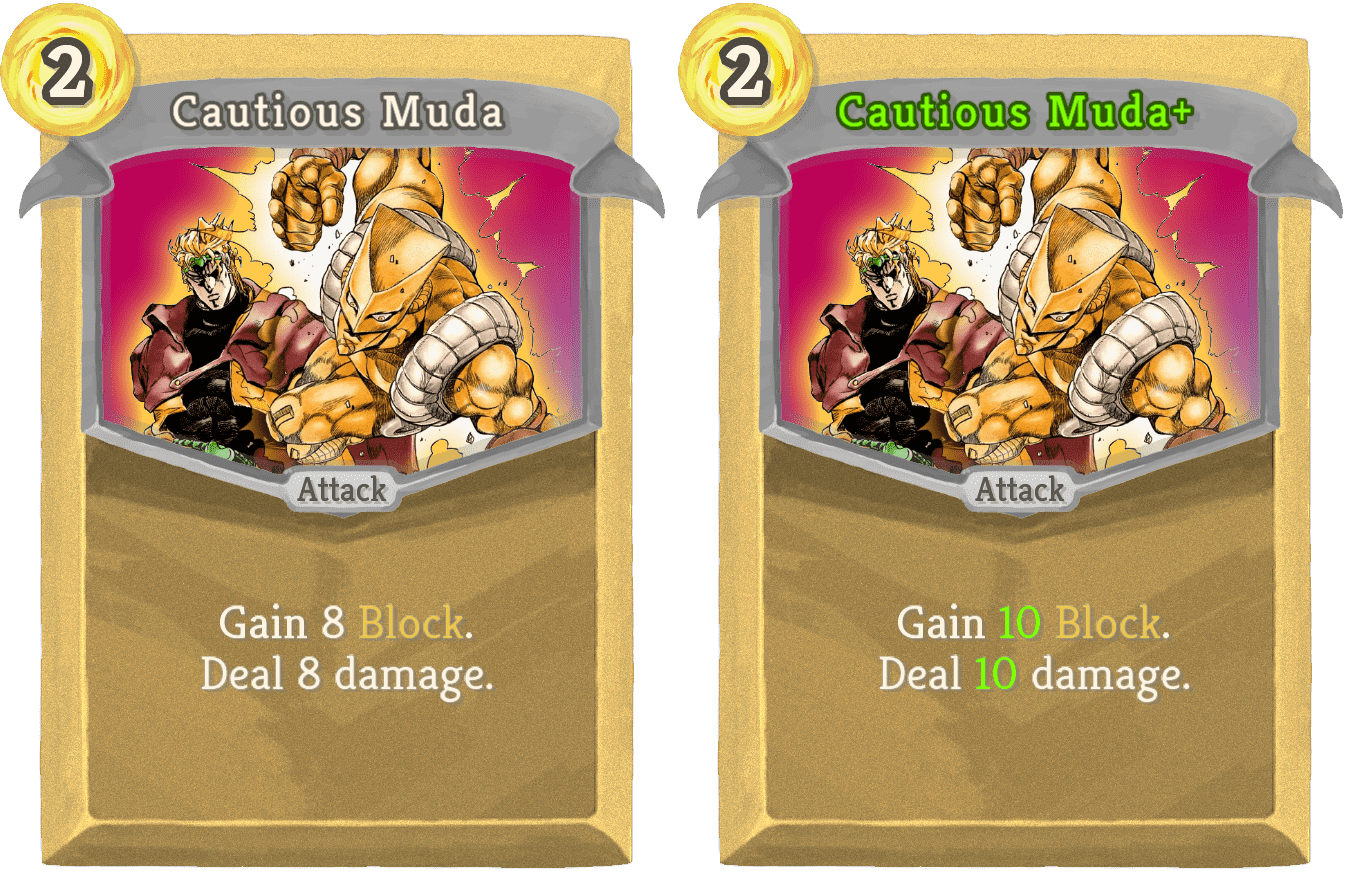 2
Cautious Muda
Attack
Gain 8 Block.
Deal 8 damage.
2
Cautious Muda+
Attack
Gain 10 Block.
Deal 10 damage.